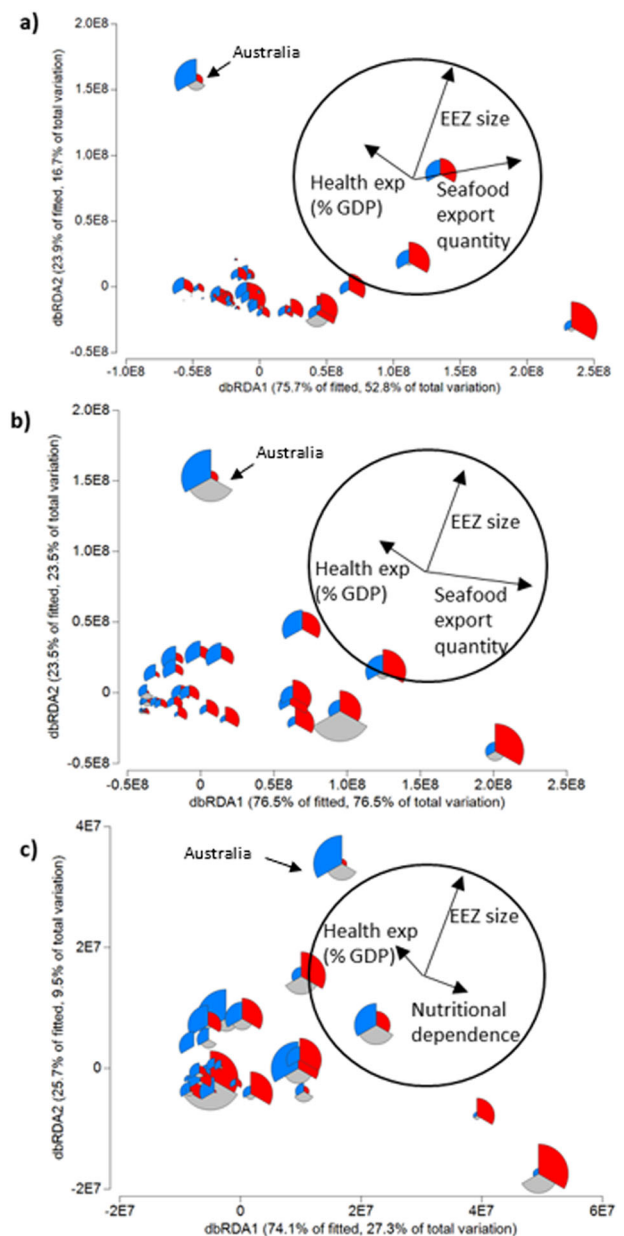 a)
2.0E8
1.5E8
1.0E8
0.5E8
0
-0.5E8
dbRDA2 (23.9% of fitted, 16.7% of total variation)
Australia
EEZ size
Health exp
(% GDP)
Seafood
export
quantity
-1.0E8 -0.5E8 0 0.5E8 1.0E8 1.5E8 2.0E8 2.5E8
dbRDA1 (75.7% of fitted, 52.8% of total variation)
b)
2.0E8
1.5E8
1.0E8
0.5E8
0
-0.5E8
dbRDA2 (23.5% of fitted, 23.5% of total variation)
Australia
EEZ size
Health exp
(% GDP)
Seafood
export
quantity
-0.5E8 0 0.5E8 1.0E8 1.5E8 2.0E8 2.5E8
dbRDA1 (76.5% of fitted, 76.5% of total variation)
c)
4E7
2E7
0
-2E7
dbRDA2 (25.7% of fitted, 9.5% of total variation)
Australia
Health exp
(% GDP)
EEZ size
Nutritional
dependence
-2E7 0 2E7 4E7 6E7
dbRDA1 (74.1% of fitted, 27.3% of total variation)